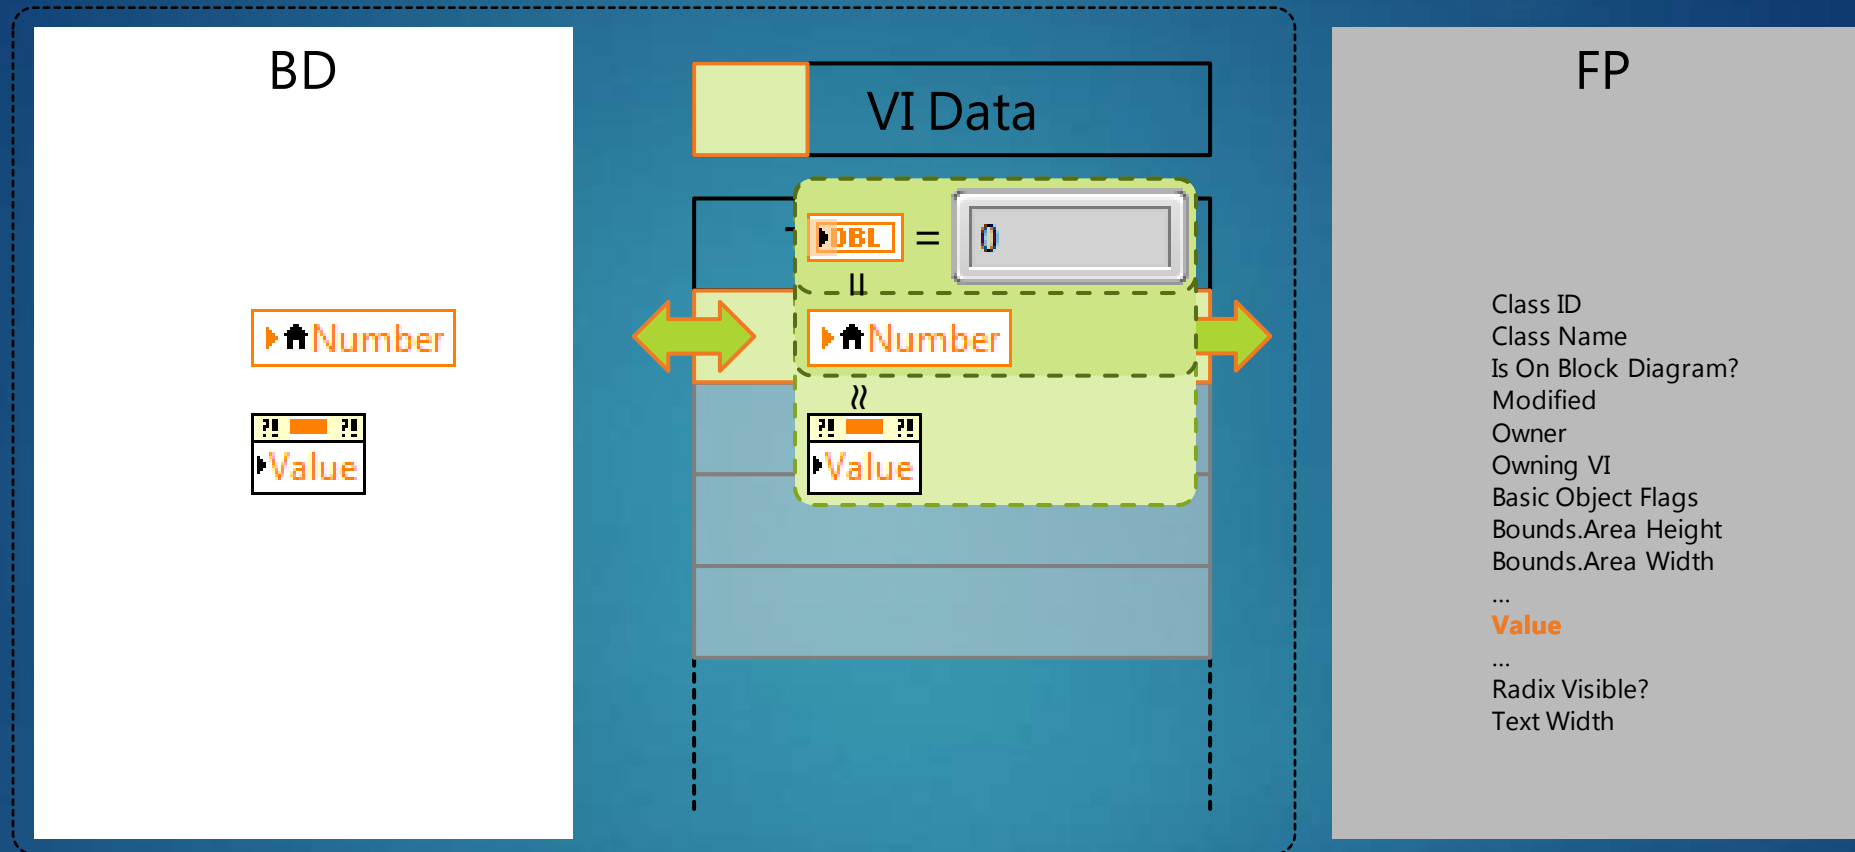 BD
VI Data
FP
DBL = 0
=
Number
Number
≈
?! ?!
Value
?! ?!
Value
Class ID
Class Name
Is On Block Diagram?
Modified
Owner
Owning VI
Basic Object Flags
Bounds.Area Height
Bounds.Area Width
...
Value
...
Radix Visible?
Text Width